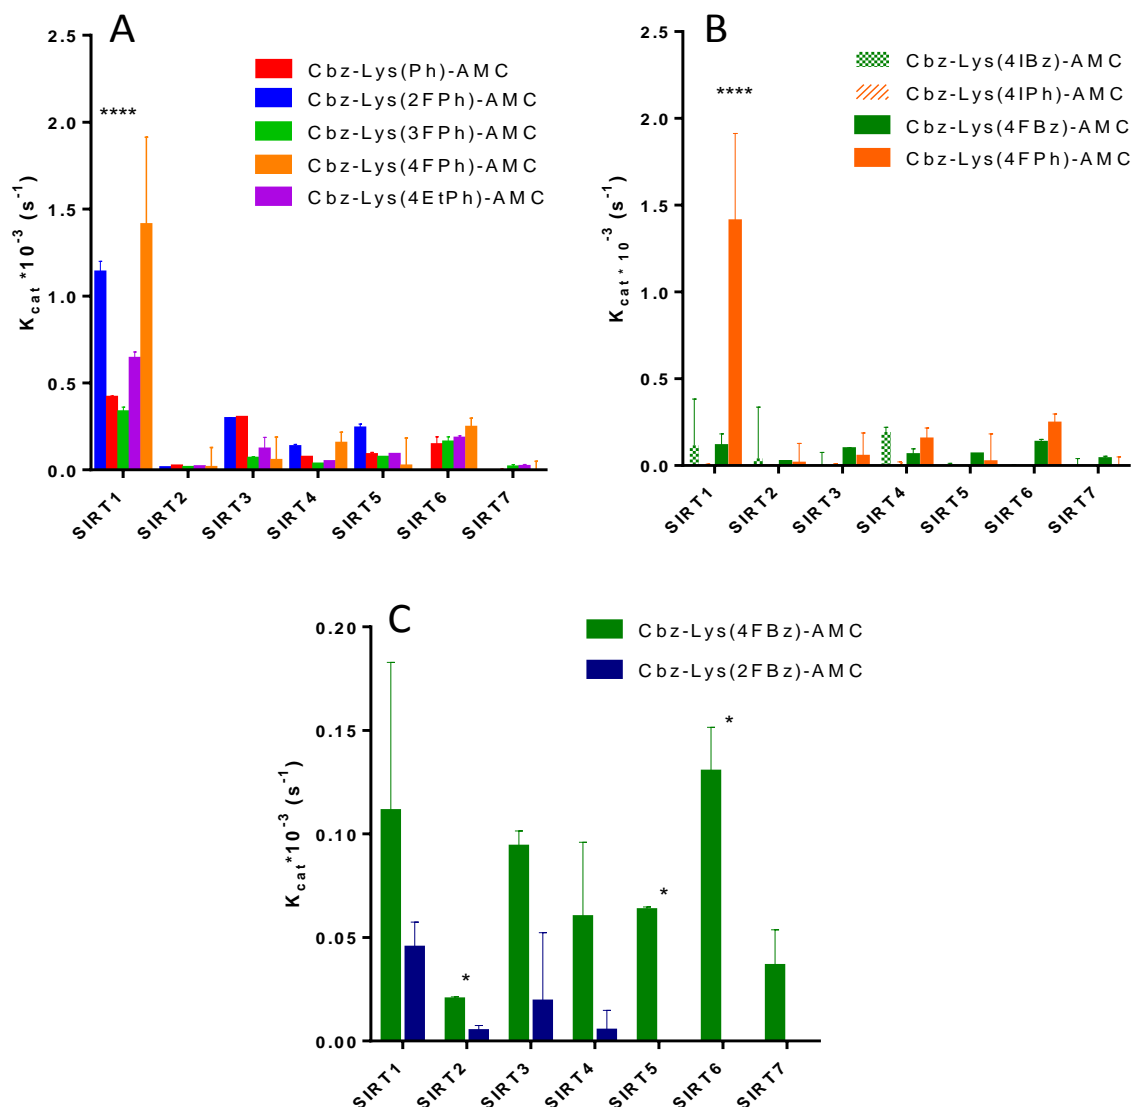 A
2.5
2.0
1.5
1.0
0.5
0.0
Kcat *10⁻³ (s⁻¹)
****
Cbz-Lys(Ph)-AMC
Cbz-Lys(2FPh)-AMC
Cbz-Lys(3FPh)-AMC
Cbz-Lys(4FPh)-AMC
Cbz-Lys(4EtPh)-AMC
SIRT1
SIRT2
SIRT3
SIRT4
SIRT5
SIRT6
SIRT7
B
2.5
2.0
1.5
1.0
0.5
0.0
Kcat * 10⁻³ (s⁻¹)
****
Cbz-Lys(4IBz)-AMC
Cbz-Lys(4IPh)-AMC
Cbz-Lys(4FBz)-AMC
Cbz-Lys(4FPh)-AMC
SIRT1
SIRT2
SIRT3
SIRT4
SIRT5
SIRT6
SIRT7
C
0.20
0.15
0.10
0.05
0.00
Kcat *10⁻³ (s⁻¹)
Cbz-Lys(4FBz)-AMC
Cbz-Lys(2FBz)-AMC
*
*
*
SIRT1
SIRT2
SIRT3
SIRT4
SIRT5
SIRT6
SIRT7